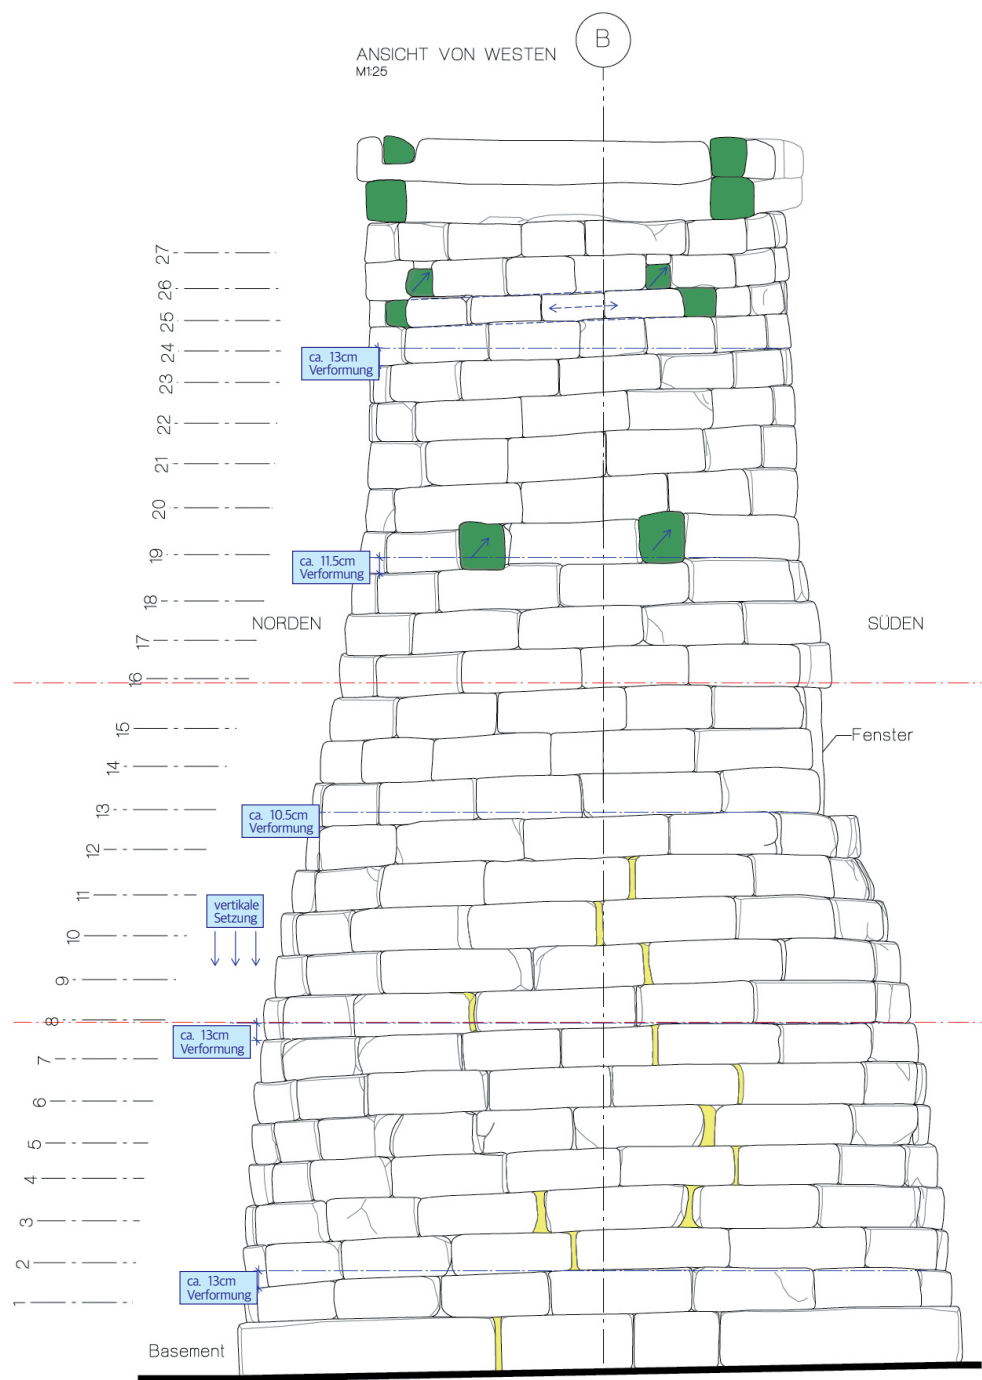 B
ANSICHT VON WESTEN
M1:25
27
26
25
24
ca. 13cm
Verformung
23
22
21
20
19
ca. 11.5cm
Verformung
18
NORDEN
SÜDEN
17
16
15
Fenster
14
13
ca. 10.5cm
Verformung
12
11
vertikale
Setzung
10
9
8
ca. 13cm
Verformung
7
6
5
4
3
2
ca. 13cm
Verformung
1
Basement